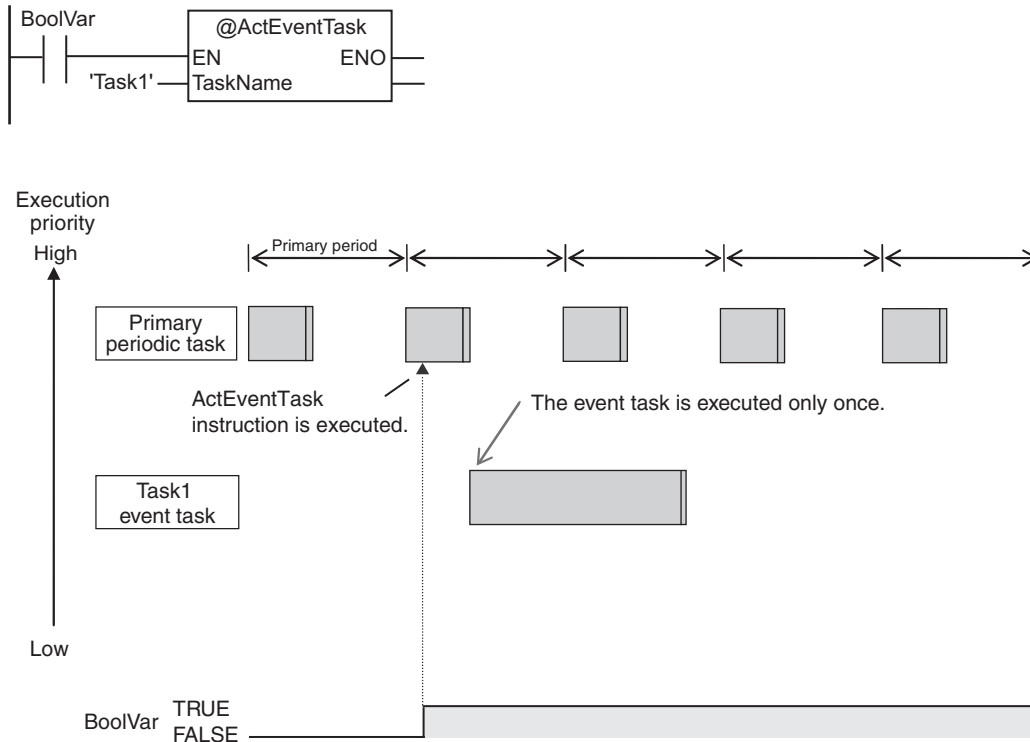 BoolVar
@ActEventTask
EN ENO
'Task1' TaskName
Execution
priority
High
Primary period
Primary
periodic task
ActEventTask
instruction is executed.
The event task is executed only once.
Task1
event task
Low
BoolVar TRUE
FALSE